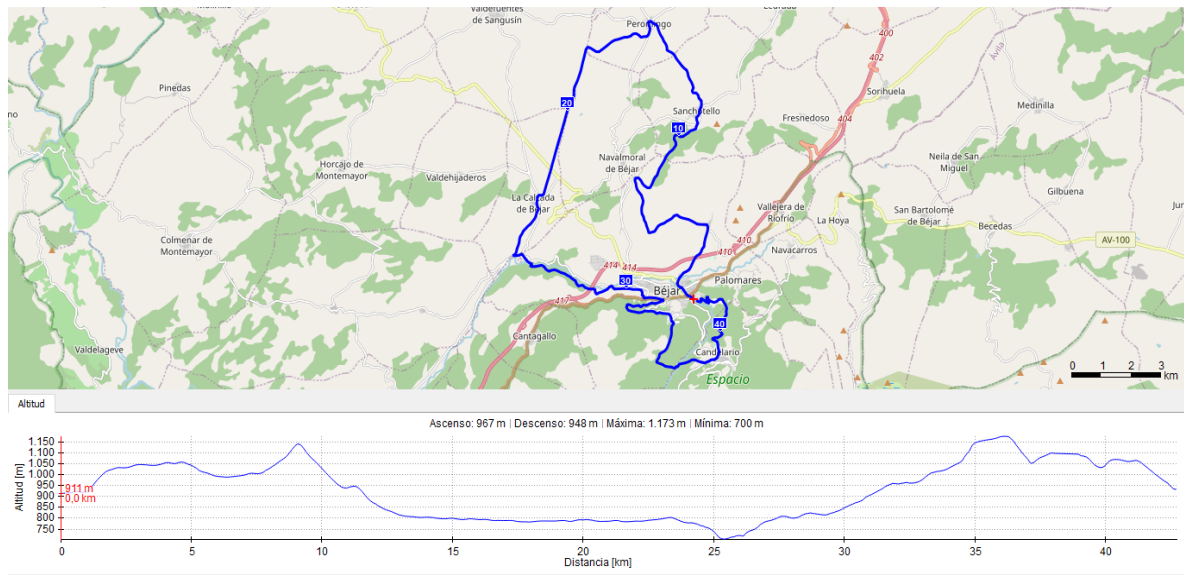 Valdefuentes
de Sangusín
Peromingo
400
402
Ávila
Pinedas
20
Sanchotello
Sorihuela
Medinilla
10
Fresnedoso
404
Horcajo de
Montemayor
Valdehijaderos
Navalmoral
de Béjar
Neila de San
Miguel
Gilbuena
La Calzada
de Béjar
Vallejera de
Riofrío
La Hoya
San Bartolomé
de Béjar
Becedas
Colmenar de
Montemayor
410
410
Navacarros
AV-100
414
414
30
Béjar
Palomares
417
Cantagallo
40
Valdelageve
Candelario
Espacio
0 1 2 3
km
Altitud
Ascenso: 967 m | Descenso: 948 m | Máxima: 1.173 m | Mínima: 700 m
Altitud [m]
1.150
1.100
1.050
1.000
950
900
850
800
750
911 m
0,0 km
0 5 10 15 20 25 30 35 40
Distancia [km]